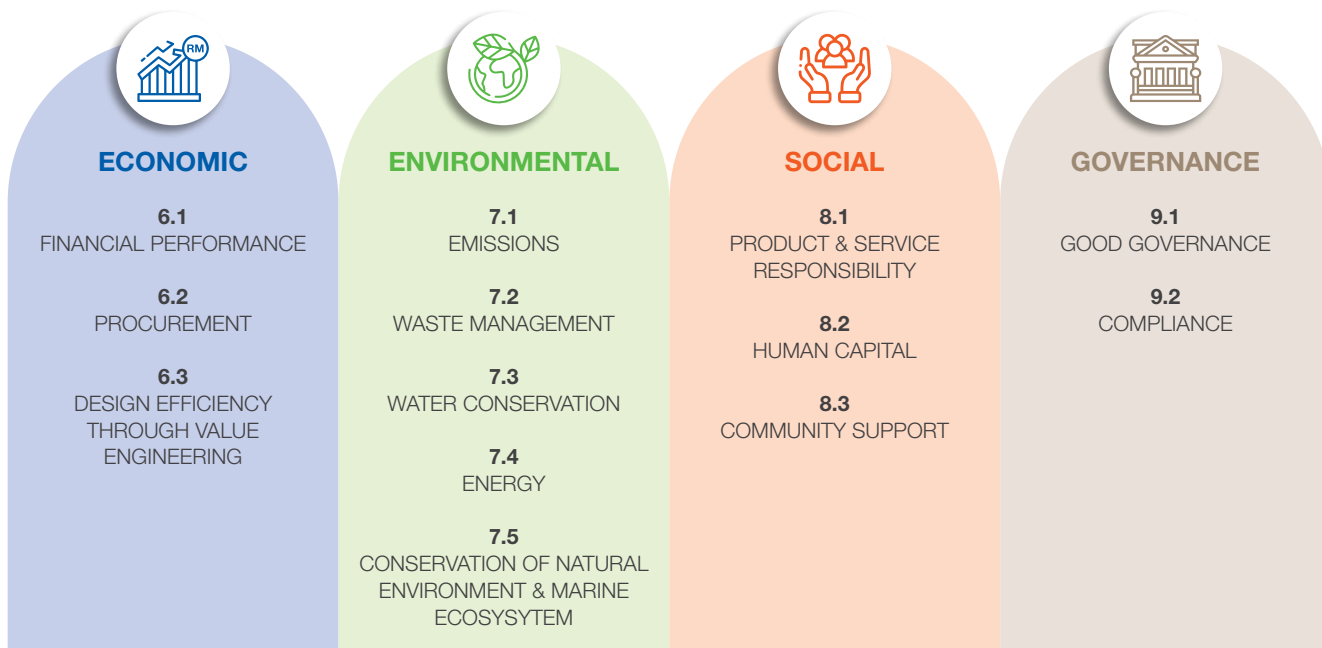 RM
ECONOMIC
6.1
FINANCIAL PERFORMANCE
6.2
PROCUREMENT
6.3
DESIGN EFFICIENCY
THROUGH VALUE
ENGINEERING
ENVIRONMENTAL
7.1
EMISSIONS
7.2
WASTE MANAGEMENT
7.3
WATER CONSERVATION
7.4
ENERGY
7.5
CONSERVATION OF NATURAL
ENVIRONMENT & MARINE
ECOSYSYTEM
SOCIAL
8.1
PRODUCT & SERVICE
RESPONSIBILITY
8.2
HUMAN CAPITAL
8.3
COMMUNITY SUPPORT
GOVERNANCE
9.1
GOOD GOVERNANCE
9.2
COMPLIANCE